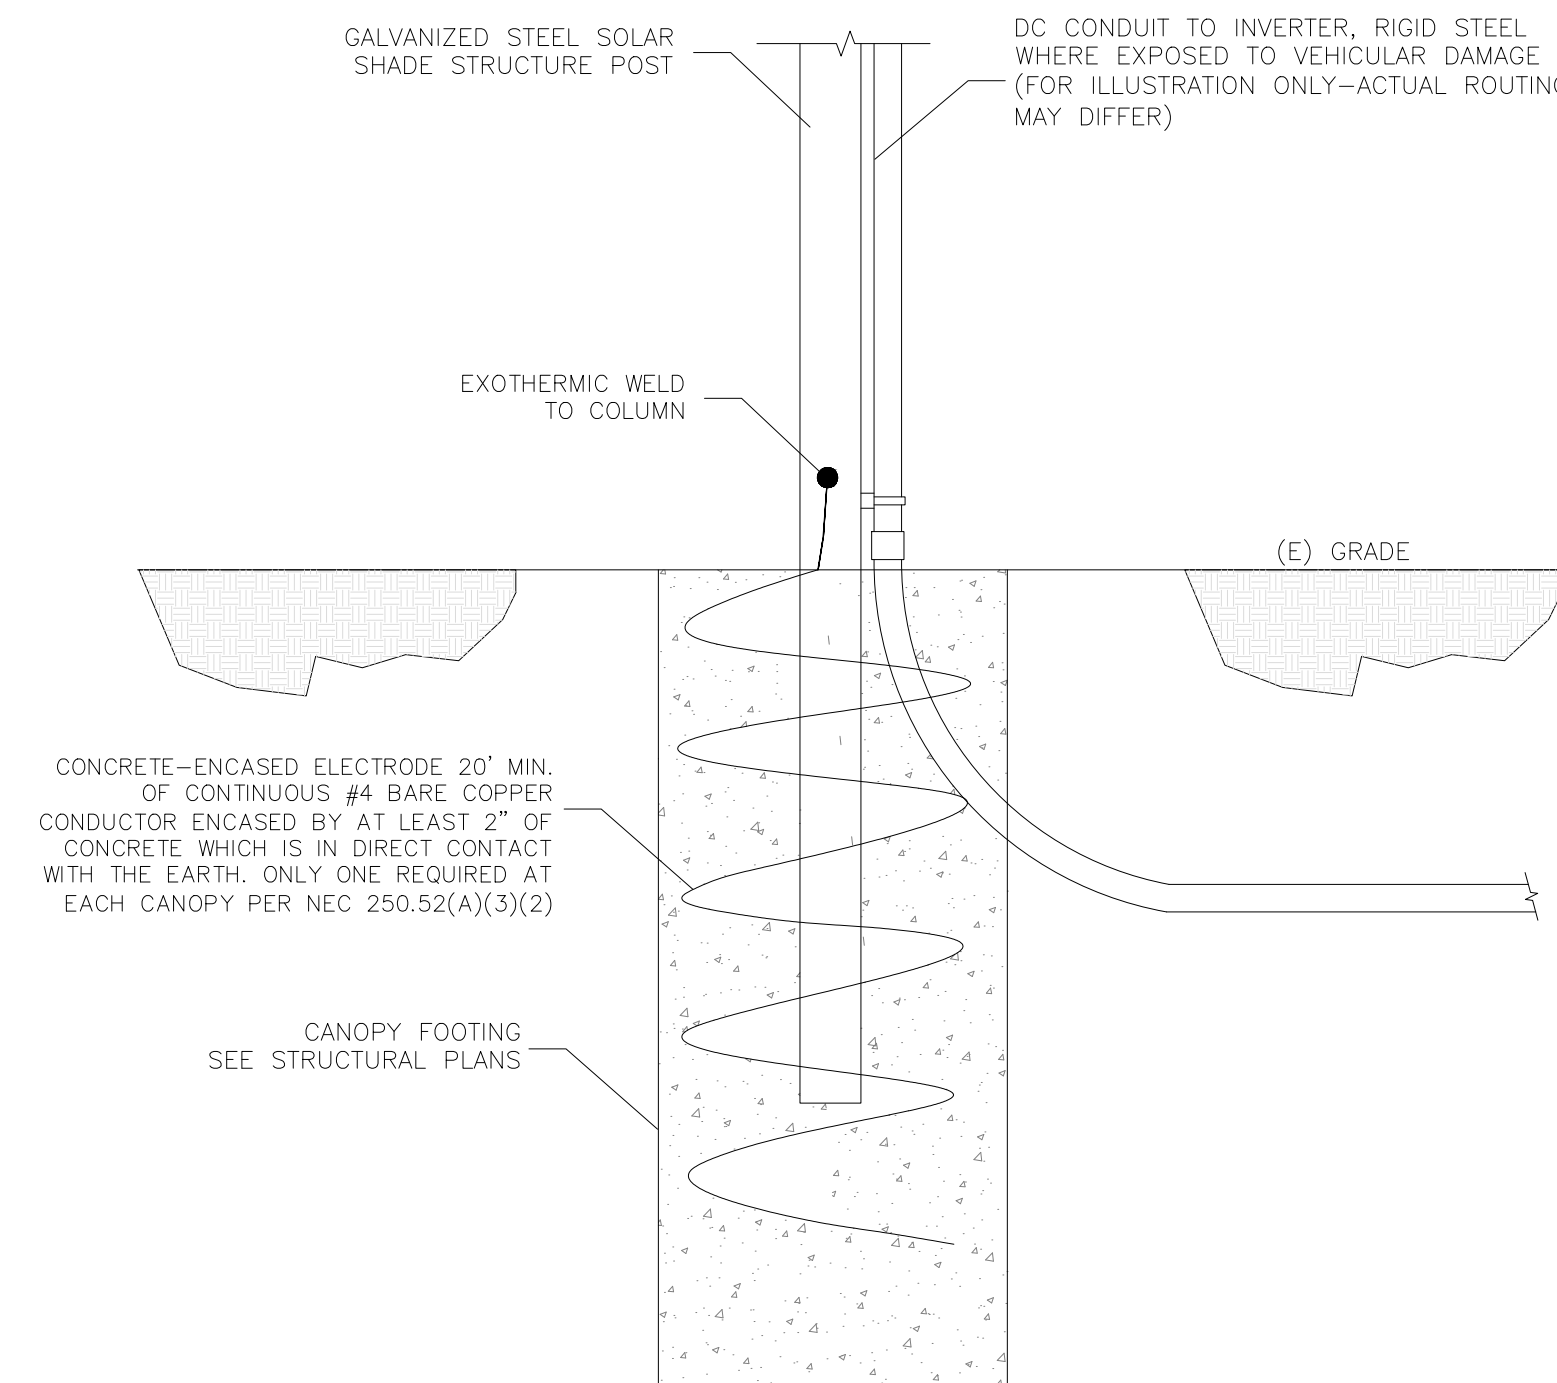 GALVANIZED STEEL SOLAR
SHADE STRUCTURE POST
DC CONDUIT TO INVERTER, RIGID STEEL
WHERE EXPOSED TO VEHICULAR DAMAGE
(FOR ILLUSTRATION ONLY–ACTUAL ROUTING
MAY DIFFER)
EXOTHERMIC WELD
TO COLUMN
(E) GRADE
CONCRETE–ENCASED ELECTRODE 20' MIN.
OF CONTINUOUS #4 BARE COPPER
CONDUCTOR ENCASED BY AT LEAST 2" OF
CONCRETE WHICH IS IN DIRECT CONTACT
WITH THE EARTH. ONLY ONE REQUIRED AT
EACH CANOPY PER NEC 250.52(A)(3)(2)
CANOPY FOOTING
SEE STRUCTURAL PLANS